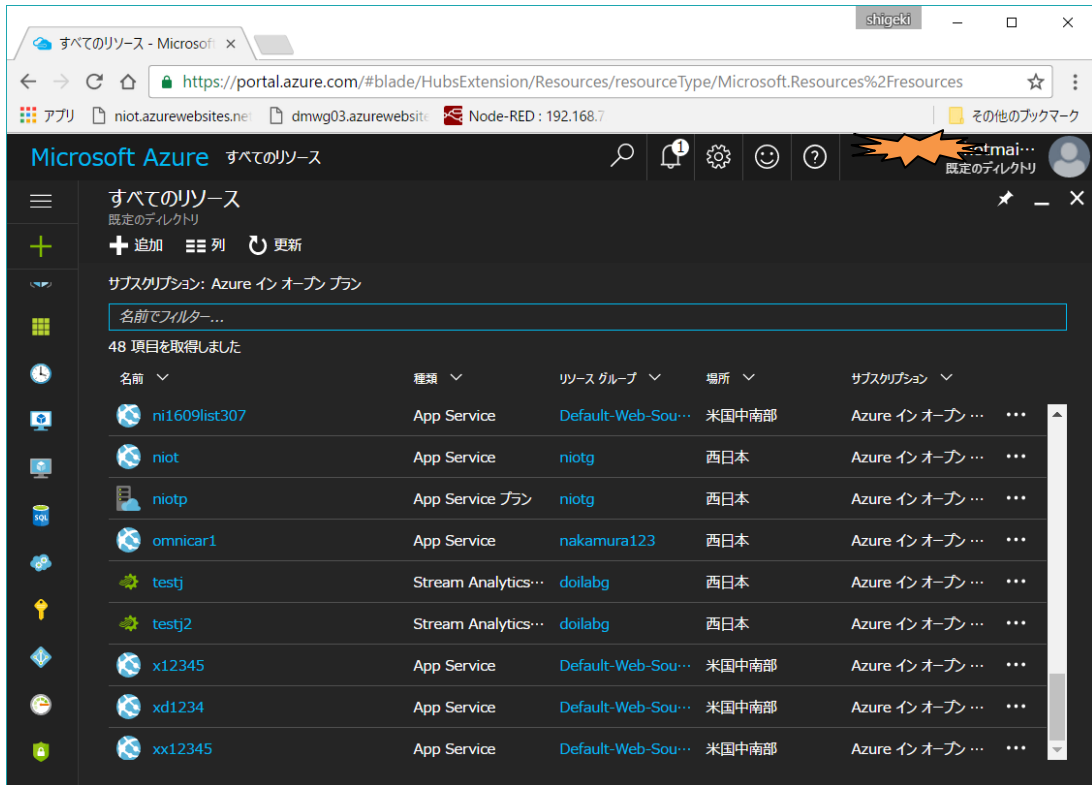 shigeki
すべてのリソース - Microsof
https://portal.azure.com/#blade/HubsExtension/Resources/resourceType/Microsoft.Resources%2Fresources
アプリ niot.azurewebsites.ne dmwg03.azurewebsite Node-RED : 192.168.7 その他のブックマーク
Microsoft Azure すべてのリソース 1 tmai…
既定のディレクトリ
すべてのリソース
既定のディレクトリ
追加 列 更新
サブスクリプション: Azure イン オープン プラン
名前でフィルター...
48 項目を取得しました
名前 種類 リソース グループ 場所 サブスクリプション
ni1609list307 App Service Default-Web-Sou… 米国中南部 Azure イン オープン … •••
niot App Service niotg 西日本 Azure イン オープン … •••
niotp App Service プラン niotg 西日本 Azure イン オープン … •••
omnicar1 App Service nakamura123 西日本 Azure イン オープン … •••
testj Stream Analytics… doilabg 西日本 Azure イン オープン … •••
testj2 Stream Analytics… doilabg 西日本 Azure イン オープン … •••
x12345 App Service Default-Web-Sou… 米国中南部 Azure イン オープン … •••
xd1234 App Service Default-Web-Sou… 米国中南部 Azure イン オープン … •••
xx12345 App Service Default-Web-Sou… 米国中南部 Azure イン オープン … •••